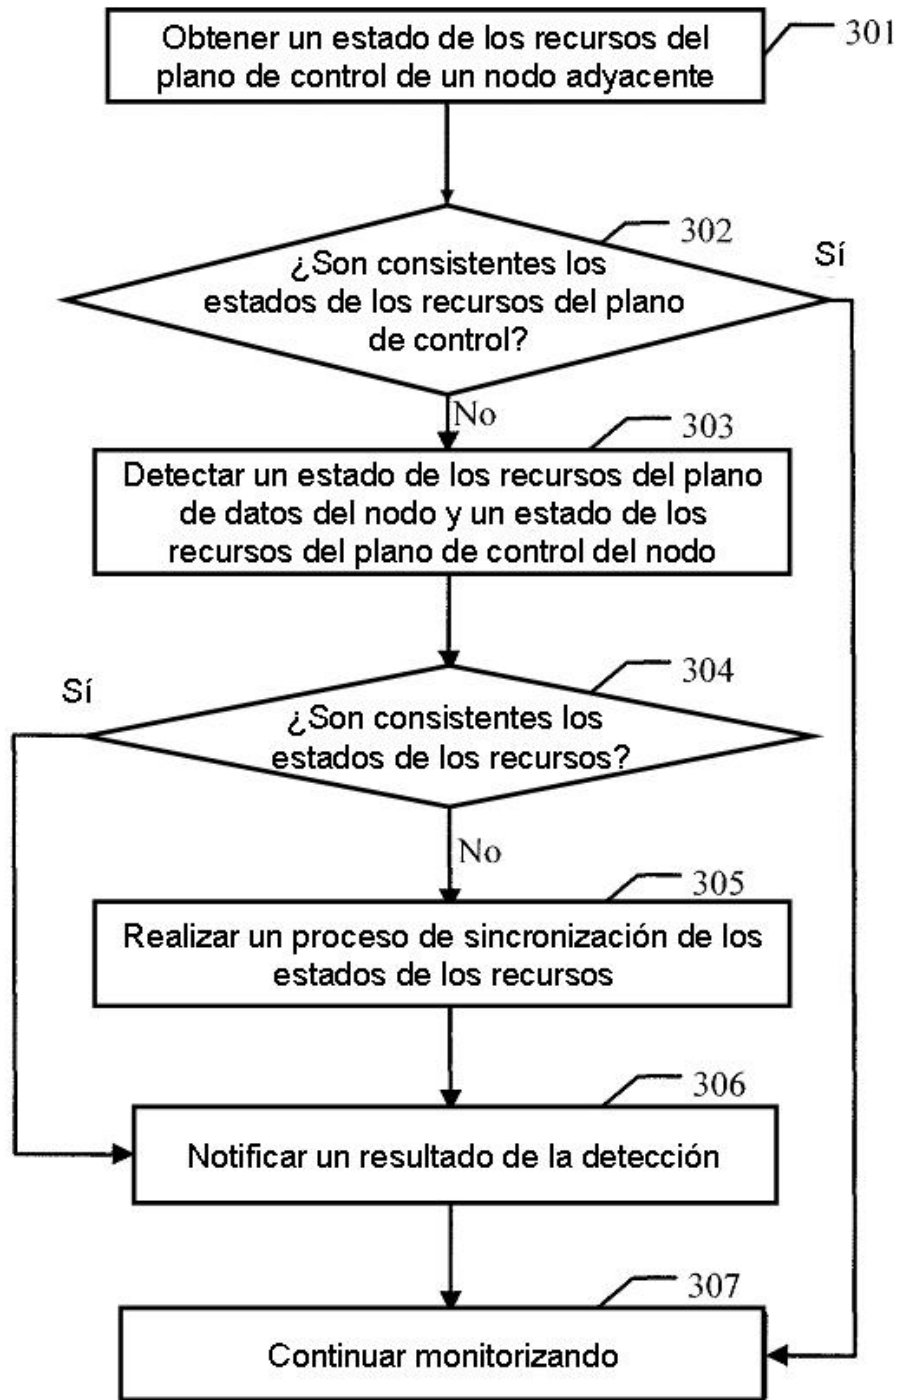 Obtener un estado de los recursos del
plano de control de un nodo adyacente
301
302
Sí
¿Son consistentes los
estados de los recursos del plano
de control?
No
303
Detectar un estado de los recursos del plano
de datos del nodo y un estado de los
recursos del plano de control del nodo
304
Sí
¿Son consistentes los
estados de los recursos?
No
305
Realizar un proceso de sincronización de los
estados de los recursos
306
Notificar un resultado de la detección
307
Continuar monitorizando